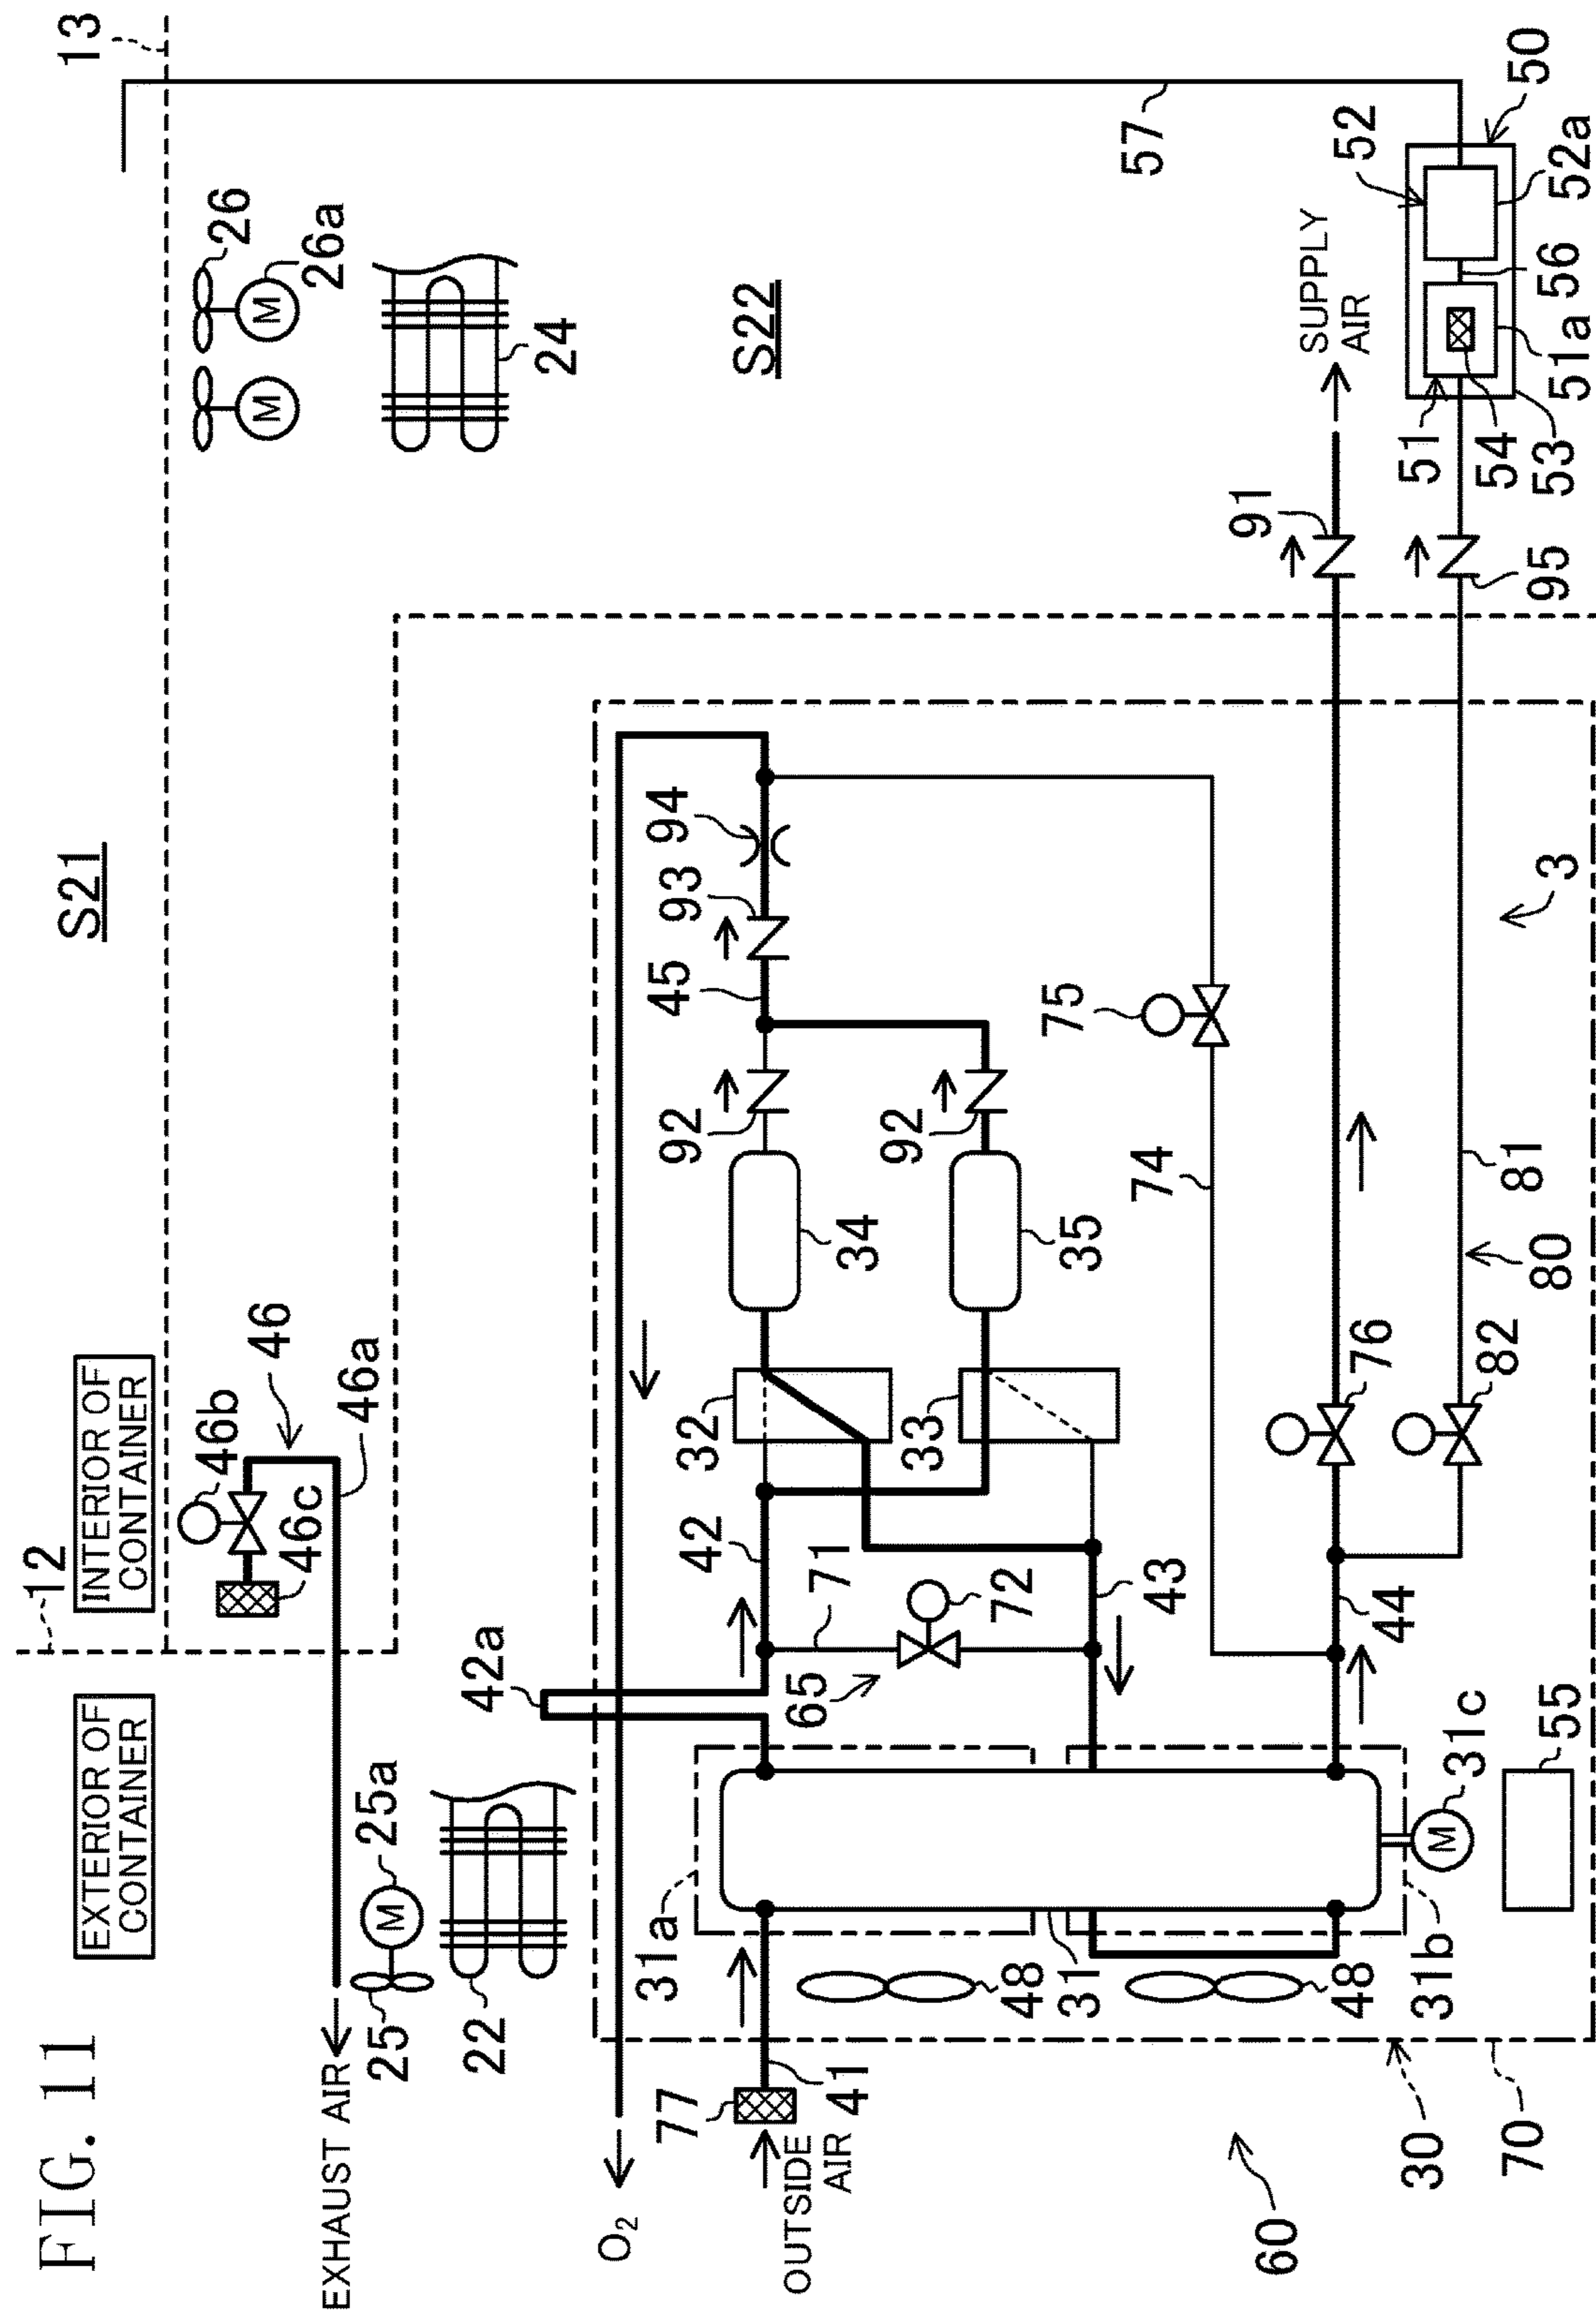 FIG. 11
EXTERIOR OF
CONTAINER
12
INTERIOR OF
CONTAINER
S21
13
EXHAUST AIR
25
25a
22
46c
46b
46
46a
26
26a
24
S22
O₂
77
OUTSIDE
AIR
41
31a
42a
42
32
34
92
45
93
94
48
31
65
71
72
33
35
92
48
31b
31c
43
44
74
75
76
91
SUPPLY
AIR
57
60
30
70
55
82
80
81
3
95
51
54
53
51a
56
52
52a
50
M
M
M
M